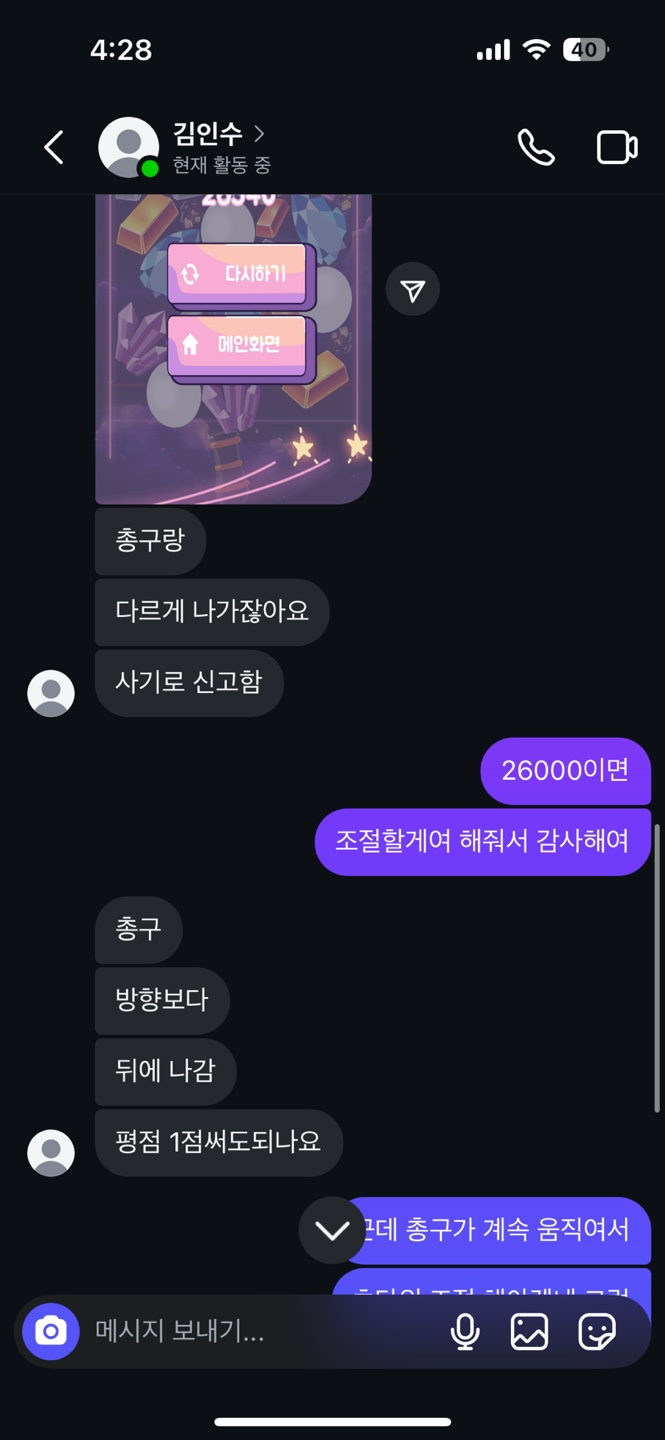 4:28
40
김인수
현재 활동 중
다시하기
메인화면
총구랑
다르게 나가잖아요
사기로 신고함
26000이면
조절할게여 해줘서 감사해여
총구
방향보다
뒤에 나감
평점 1점써도되나요
총구가 계속 움직여서
메시지 보내기...